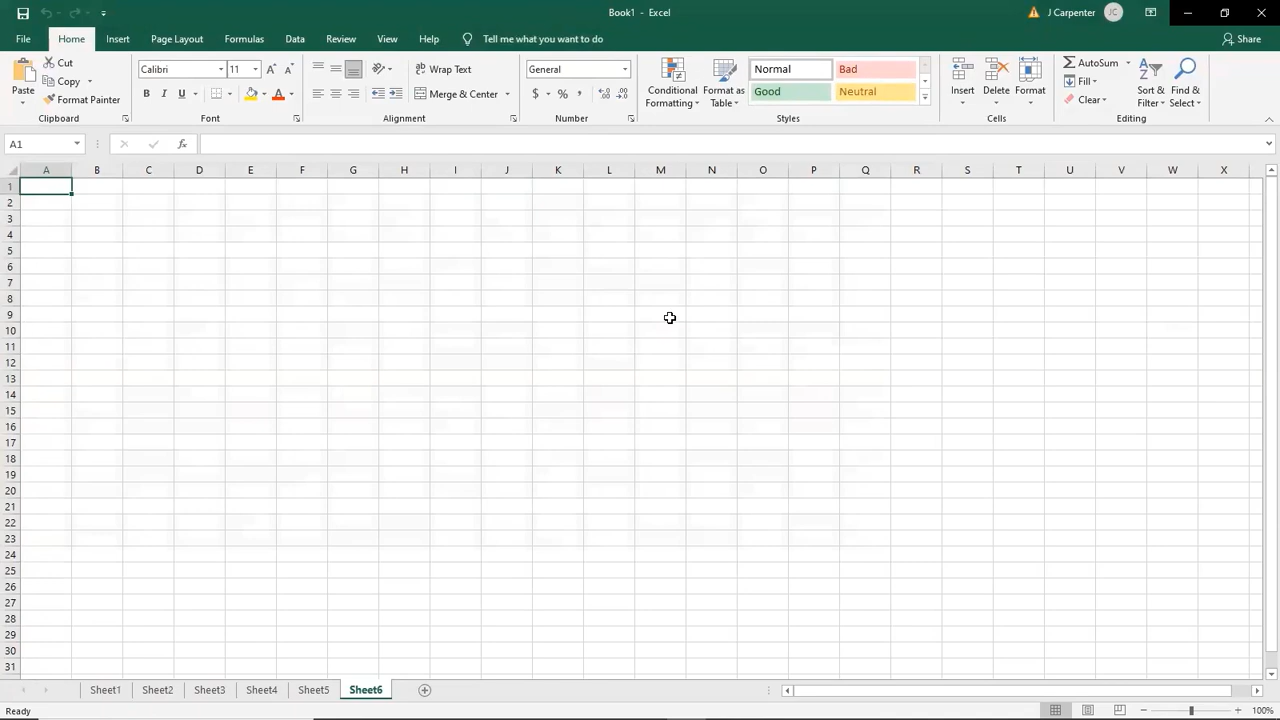 Book1 - Excel
J Carpenter JC
File Home Insert Page Layout Formulas Data Review View Help Tell me what you want to do Share
Paste Cut Copy Format Painter Clipboard
Calibri 11 A A B I U A Font
Wrap Text Merge & Center Alignment
General $ % , Number
Conditional Formatting Format as Table Normal Bad Good Neutral Styles
Insert Delete Format Cells
AutoSum Fill Clear Sort & Filter Find & Select Editing
A1 fx
A B C D E F G H I J K L M N O P Q R S T U V W X
1
2
3
4
5
6
7
8
9
10
11
12
13
14
15
16
17
18
19
20
21
22
23
24
25
26
27
28
29
30
31
Sheet1 Sheet2 Sheet3 Sheet4 Sheet5 Sheet6
Ready 100%